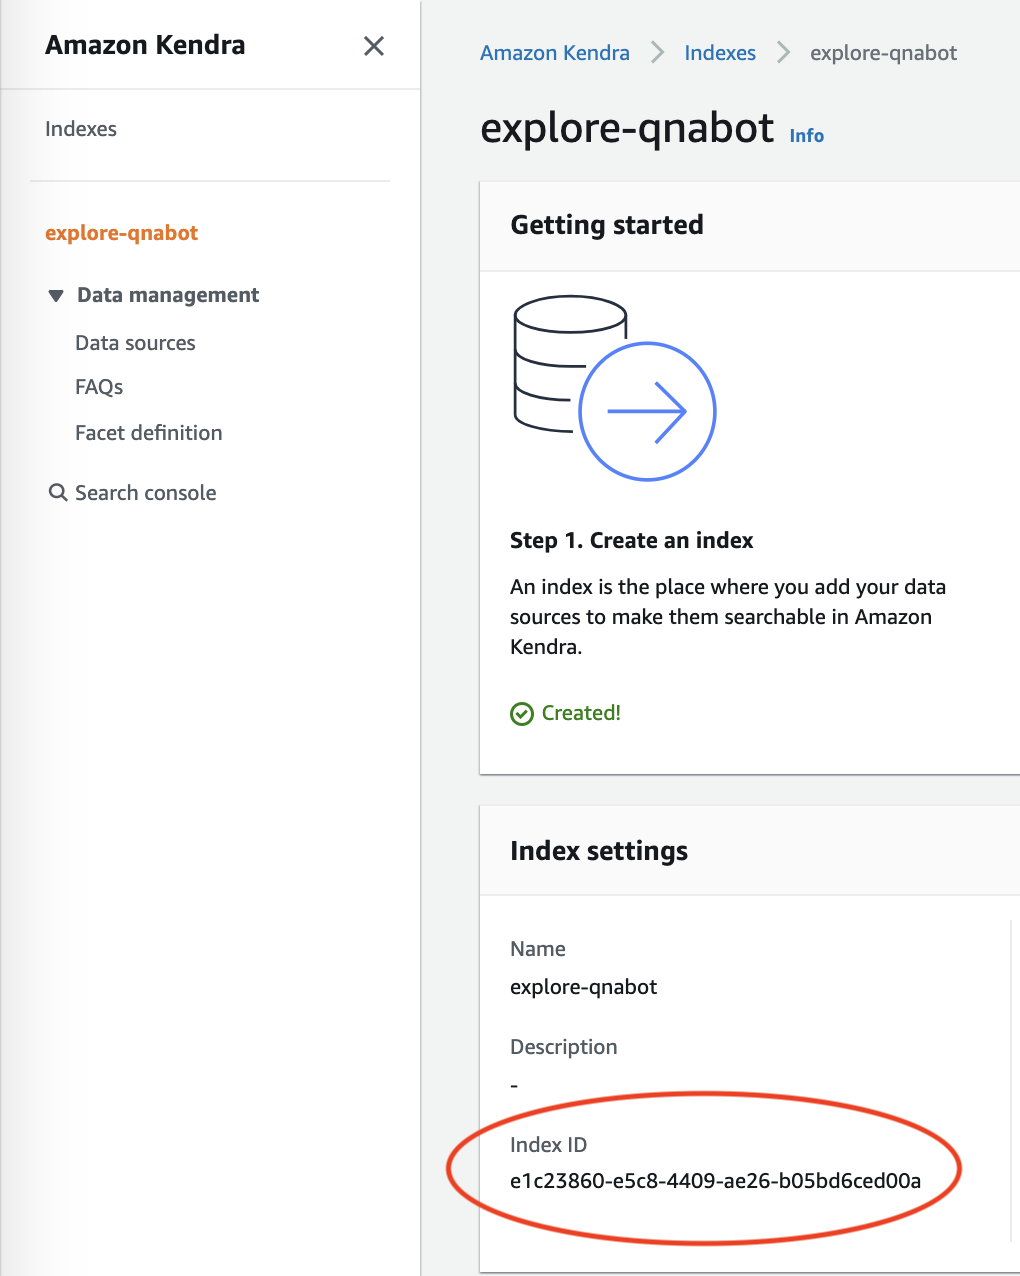 Amazon Kendra
Indexes
explore-qnabot
Data management
Data sources
FAQs
Facet definition
Search console
Amazon Kendra > Indexes > explore-qnabot
explore-qnabot Info
Getting started
Step 1. Create an index
An index is the place where you add your data
sources to make them searchable in Amazon
Kendra.
Created!
Index settings
Name
explore-qnabot
Description
-
Index ID
e1c23860-e5c8-4409-ae26-b05bd6ced00a